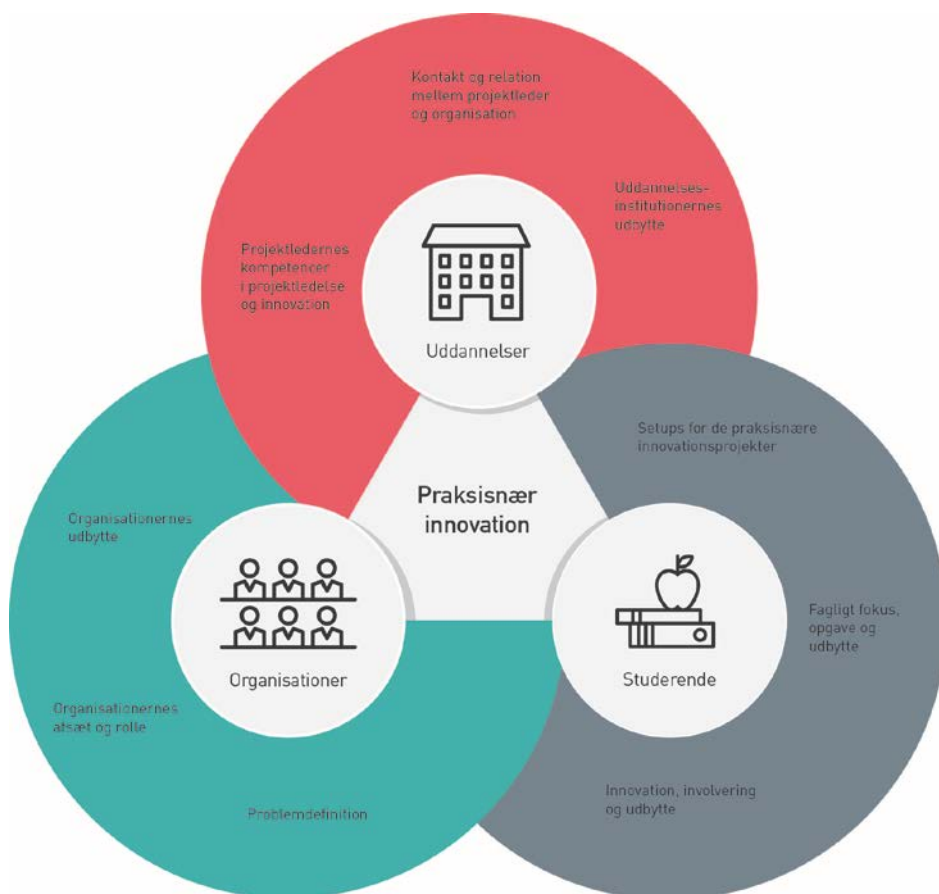 Kontakt og relation
mellem projektleder
og organisation
Uddannelses-
institutionernes
udbytte
Projektledernes
kompetencer
i projektledelse
og innovation
Uddannelser
Setups for de praksisnære
innovationsprojekter
Praksisnær
innovation
Organisationernes
udbytte
Fagligt fokus,
opgave og
udbytte
Organisationer
Studerende
Organisationernes
afsæt og rolle
Innovation, involvering
og udbytte
Problemdefinition